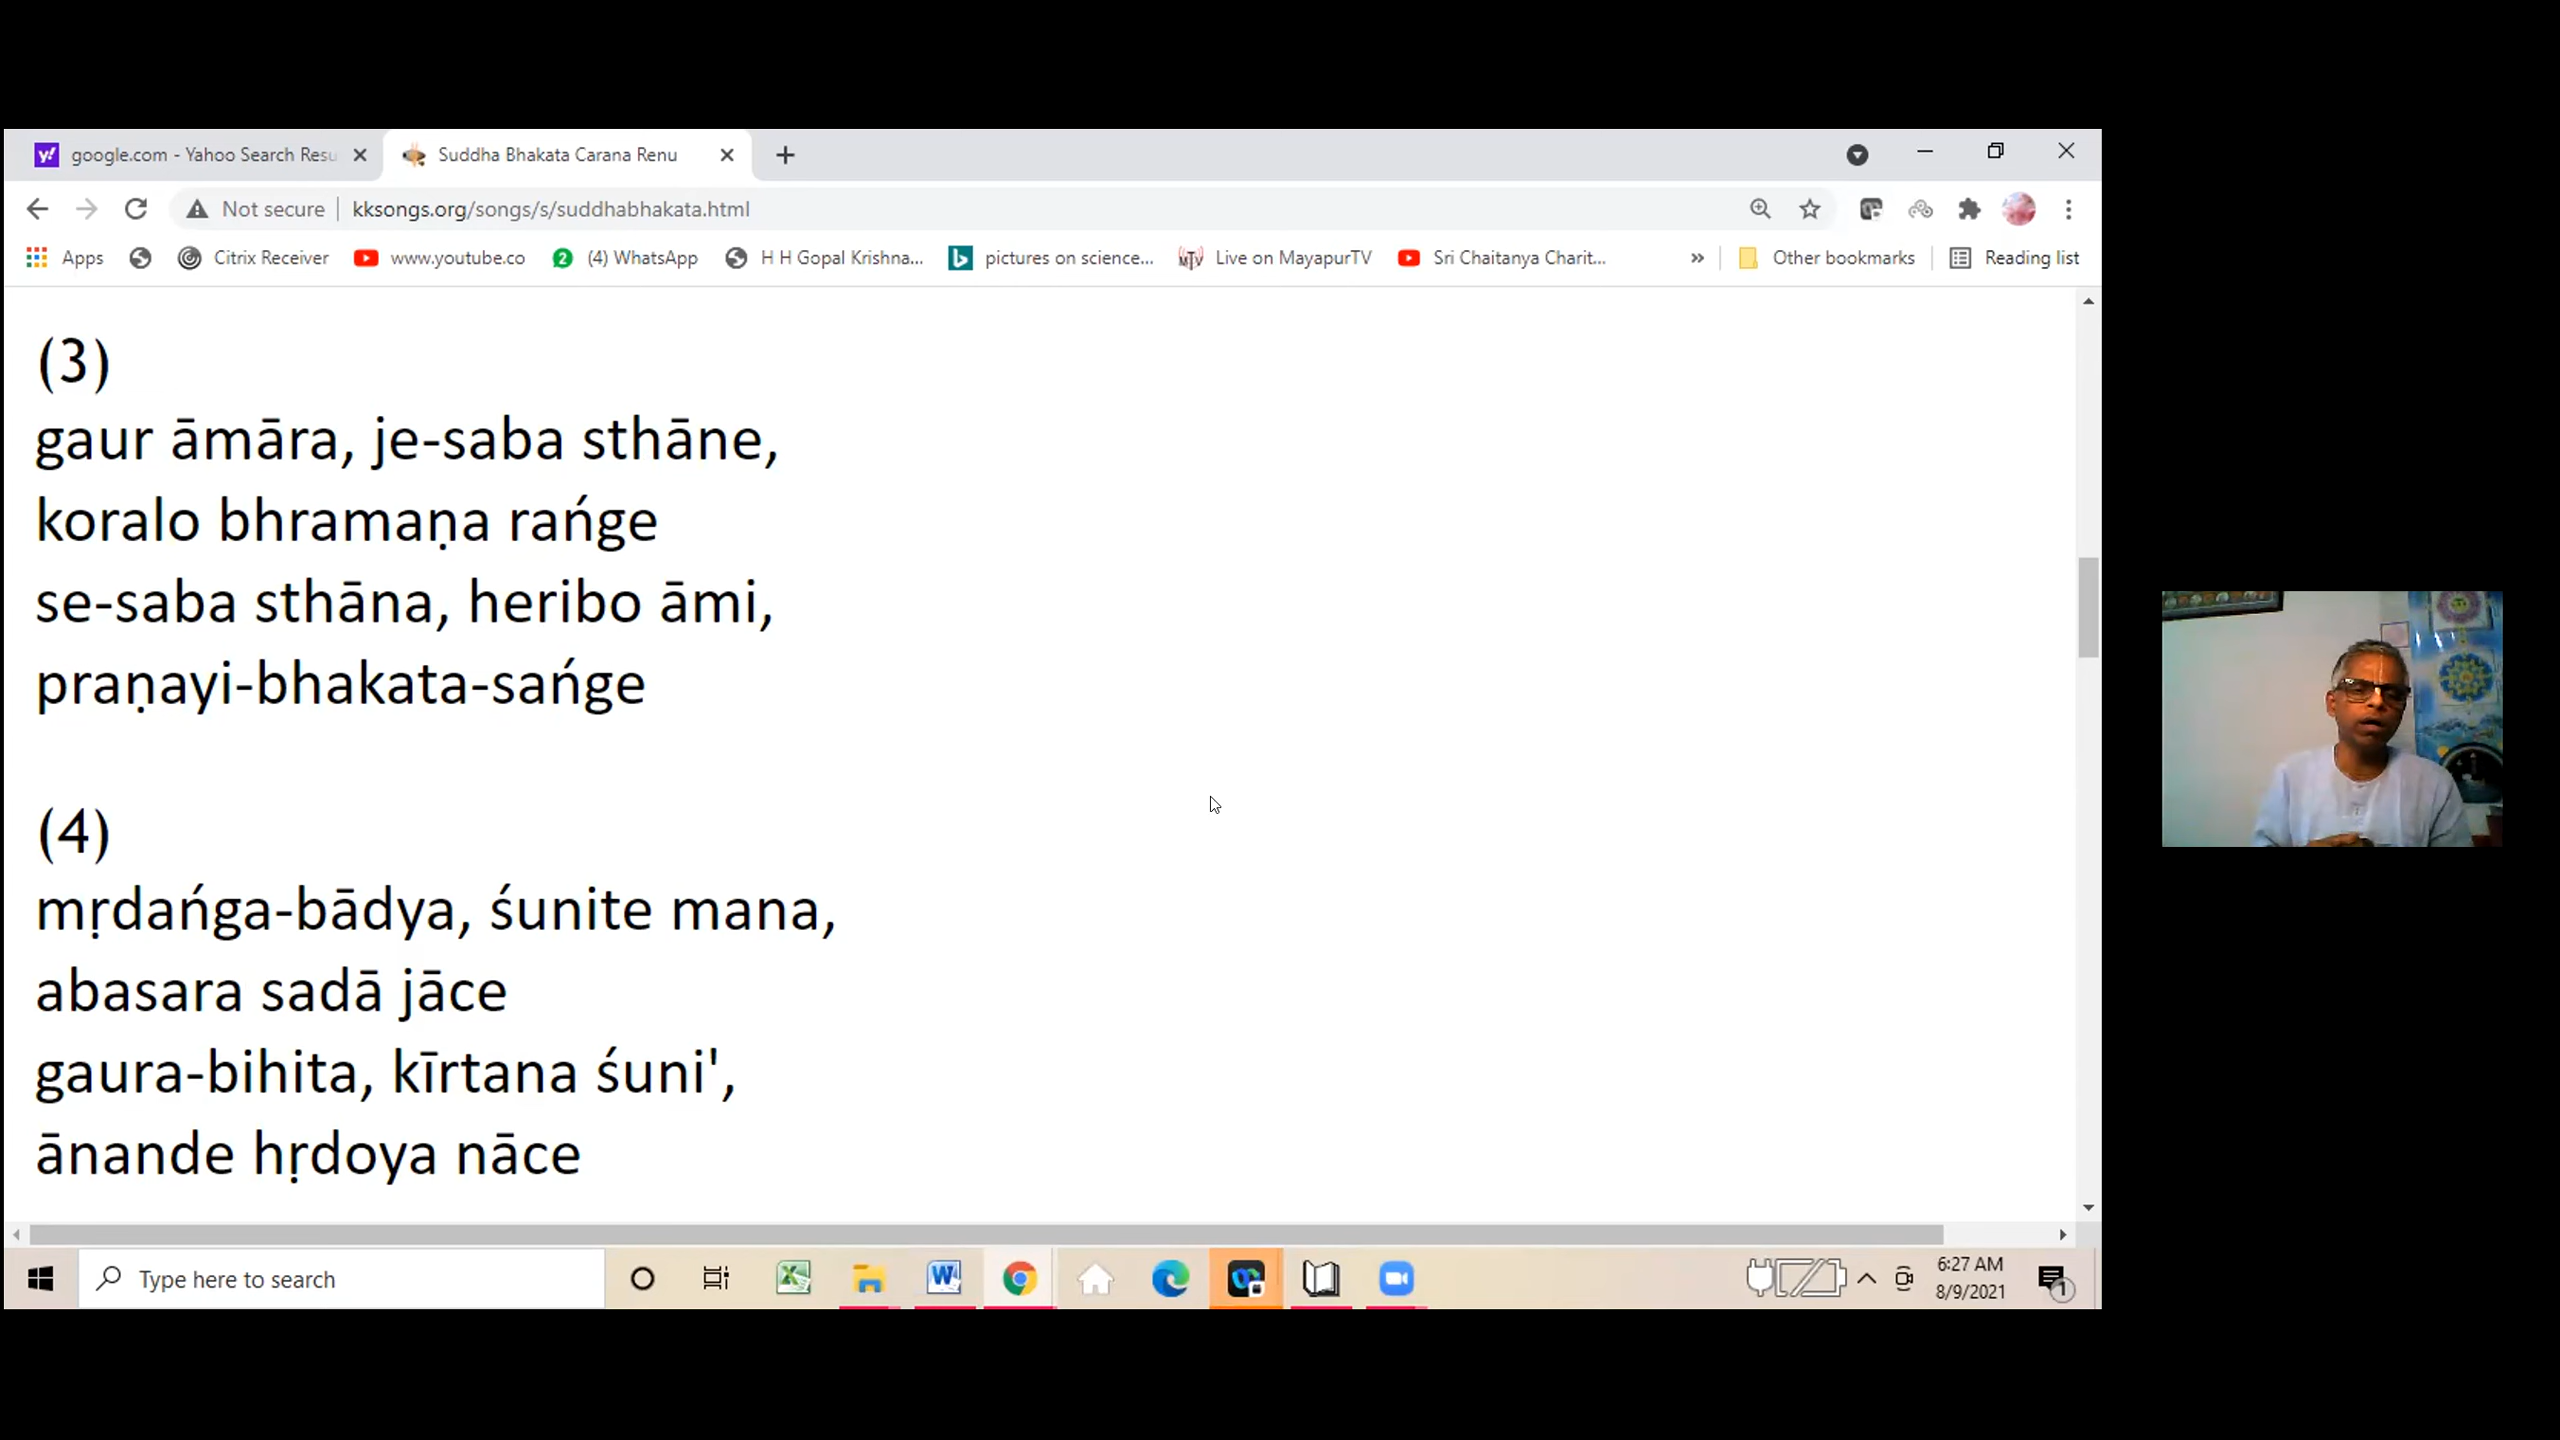 google.com - Yahoo Search Resu
Suddha Bhakata Carana Renu
Not secure
kksongs.org/songs/s/suddhabhakata.html
Apps
Citrix Receiver
www.youtube.co
(4) WhatsApp
H H Gopal Krishna...
pictures on science...
Live on MayapurTV
Sri Chaitanya Charit...
»
Other bookmarks
Reading list
(3)
gaur āmāra, je-saba sthāne,
koralo bhramaṇa rańge
se-saba sthāna, heribo āmi,
praṇayi-bhakata-sańge
(4)
mṛdańga-bādya, śunite mana,
abasara sadā jāce
gaura-bihita, kīrtana śuni',
ānande hṛdoya nāce
Type here to search
6:27 AM
8/9/2021
1